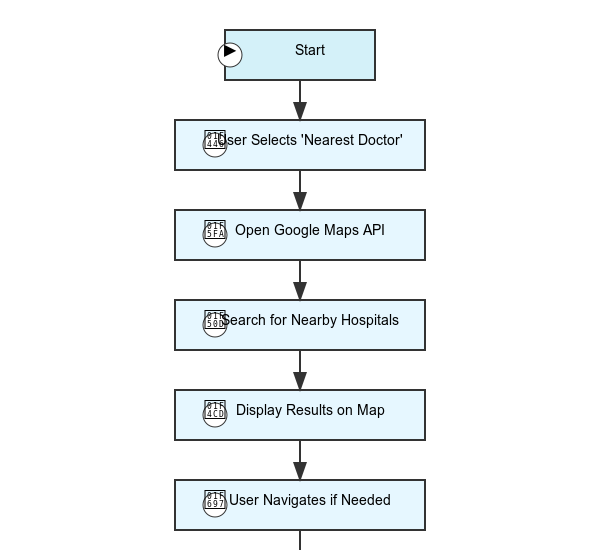 Start
User Selects 'Nearest Doctor'
Open Google Maps API
Search for Nearby Hospitals
Display Results on Map
User Navigates if Needed